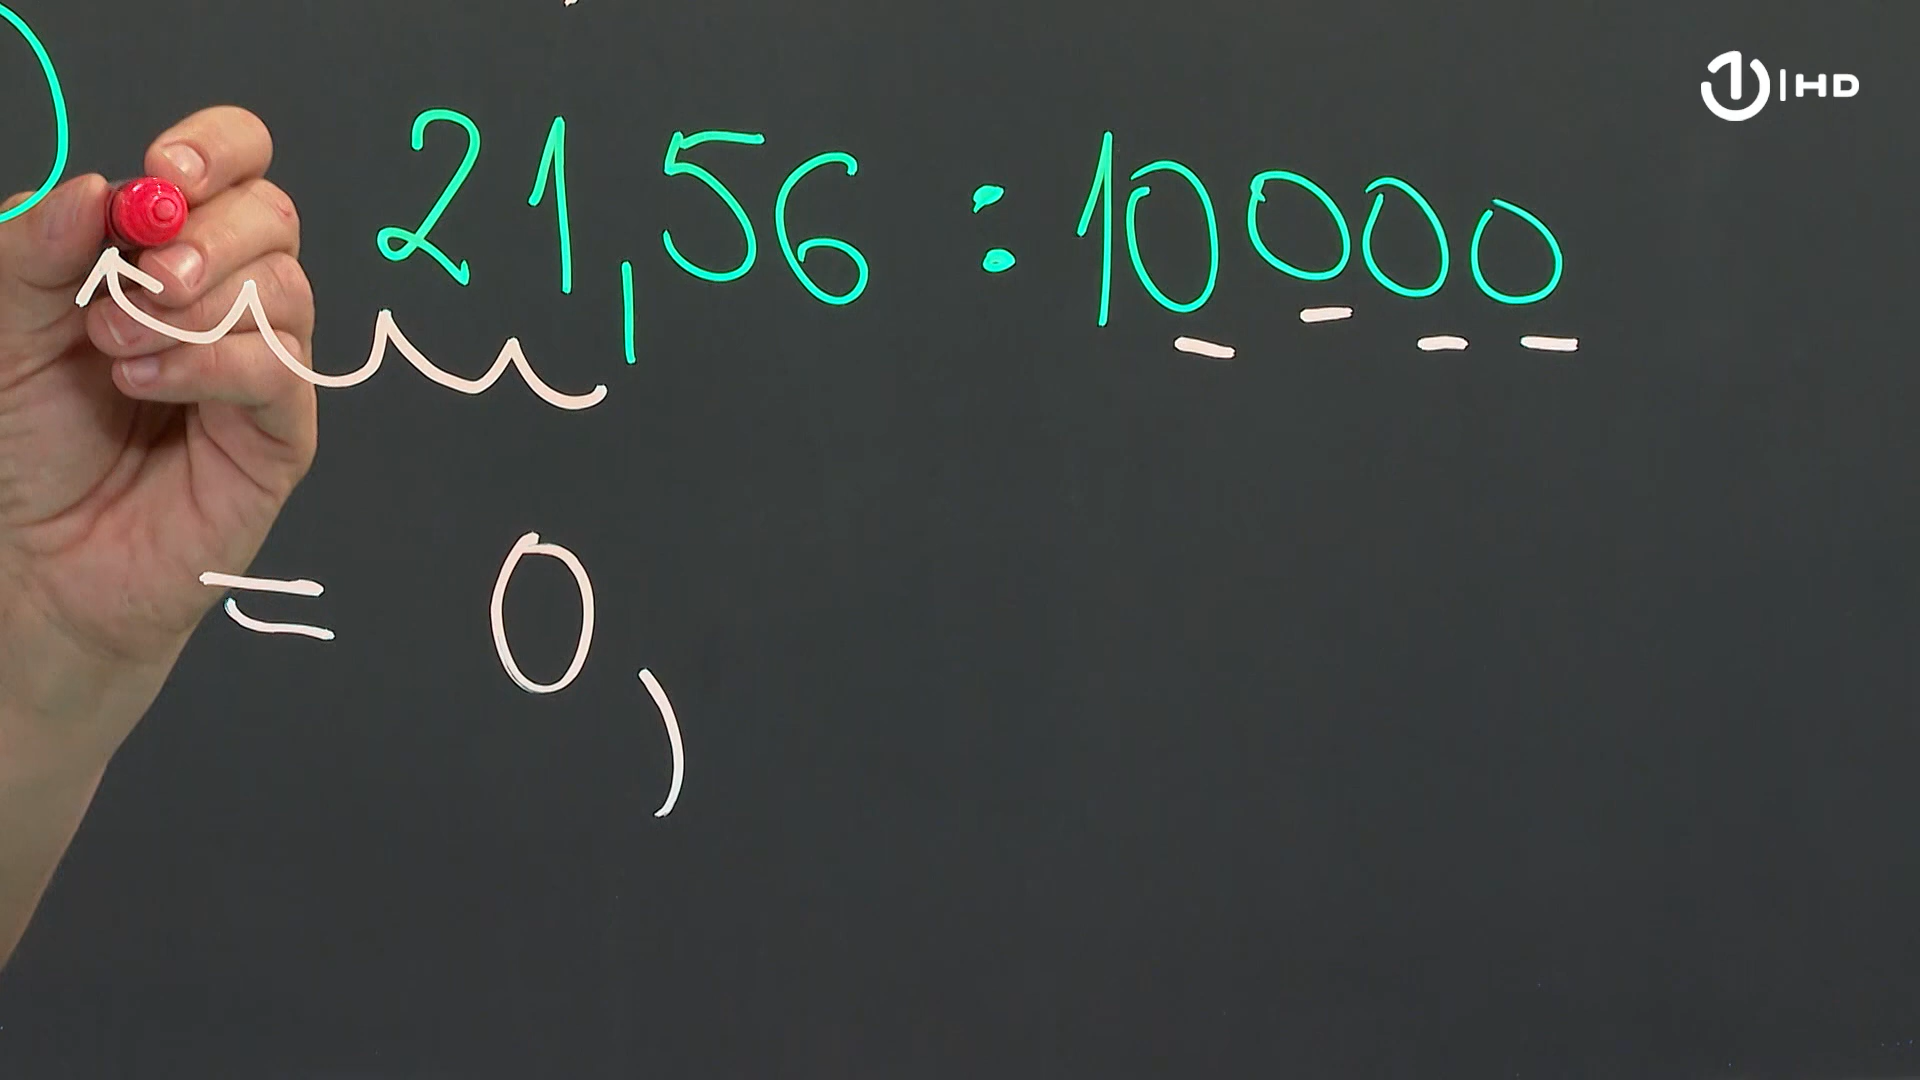 1 HD
21,56 : 10000
= 0,